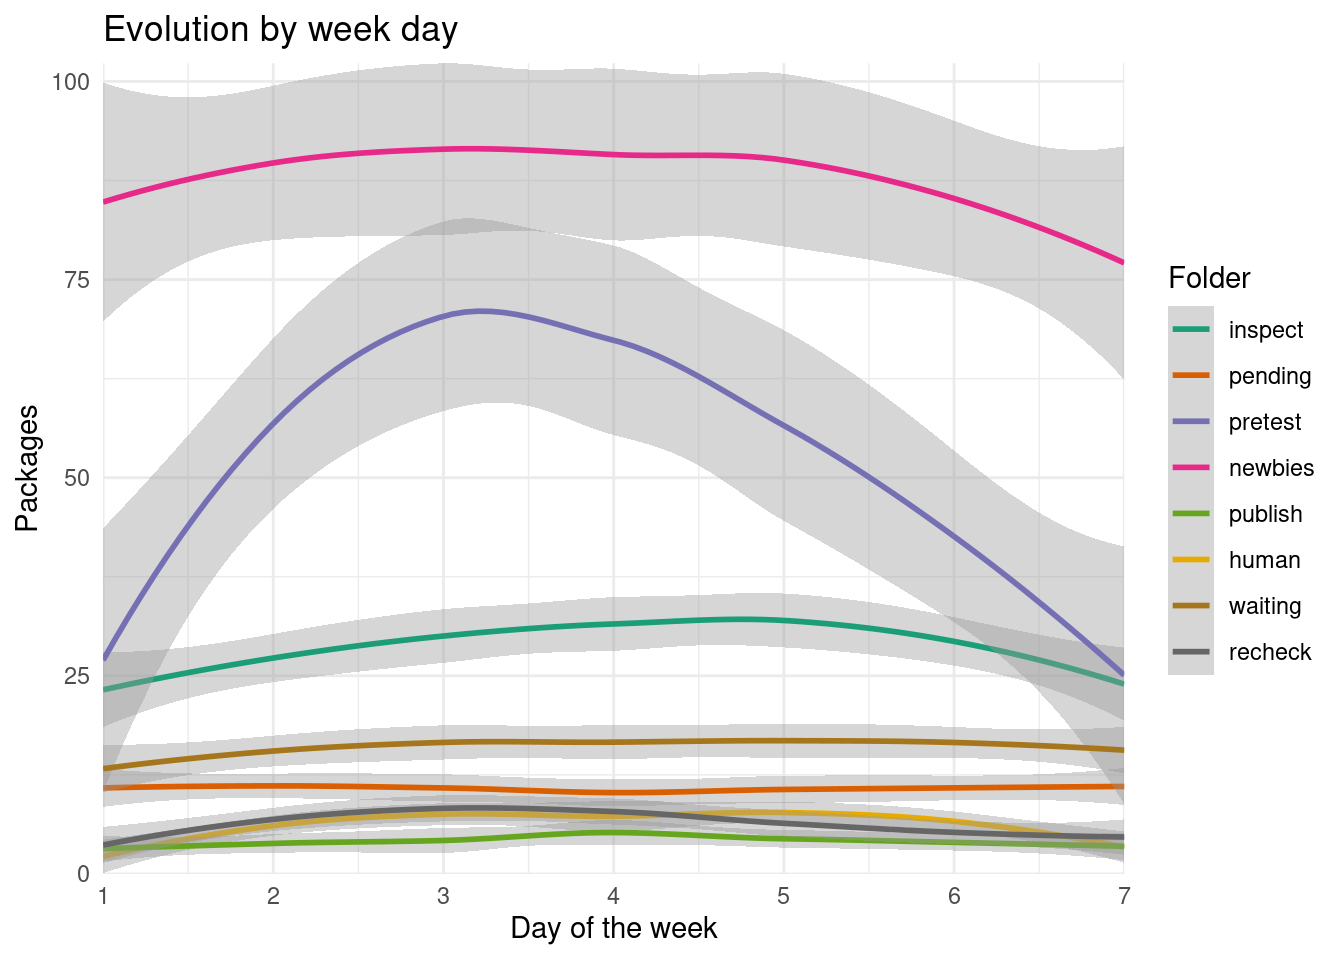 Evolution by week day
100
75
50
25
0
Packages
1 2 3 4 5 6 7
Day of the week
Folder
inspect
pending
pretest
newbies
publish
human
waiting
recheck